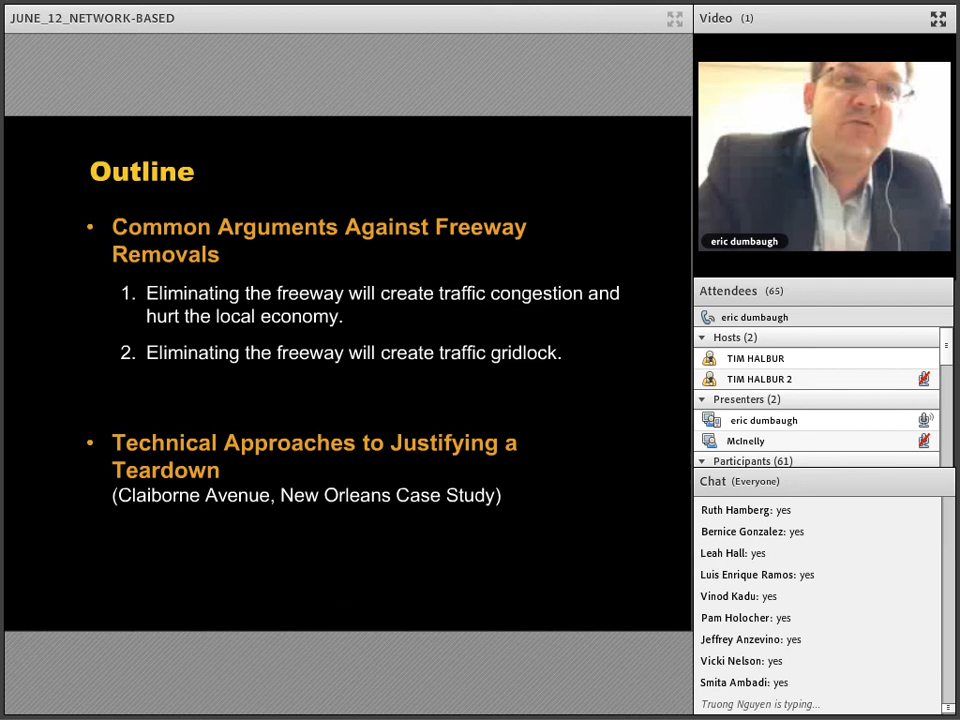 JUNE_12_NETWORK-BASED
Outline
• Common Arguments Against Freeway
Removals
1. Eliminating the freeway will create traffic congestion and
hurt the local economy.
2. Eliminating the freeway will create traffic gridlock.
• Technical Approaches to Justifying a
Teardown
(Claiborne Avenue, New Orleans Case Study)
Video (1)
eric dumbaugh
Attendees (65)
eric dumbaugh
Hosts (2)
TIM HALBUR
TIM HALBUR 2
Presenters (2)
eric dumbaugh
McInelly
Participants (61)
Chat (Everyone)
Ruth Hamberg: yes
Bernice Gonzalez: yes
Leah Hall: yes
Luis Enrique Ramos: yes
Vinod Kadu: yes
Pam Holocher: yes
Jeffrey Anzevino: yes
Vicki Nelson: yes
Smita Ambadi: yes
Truong Nguyen is typing...